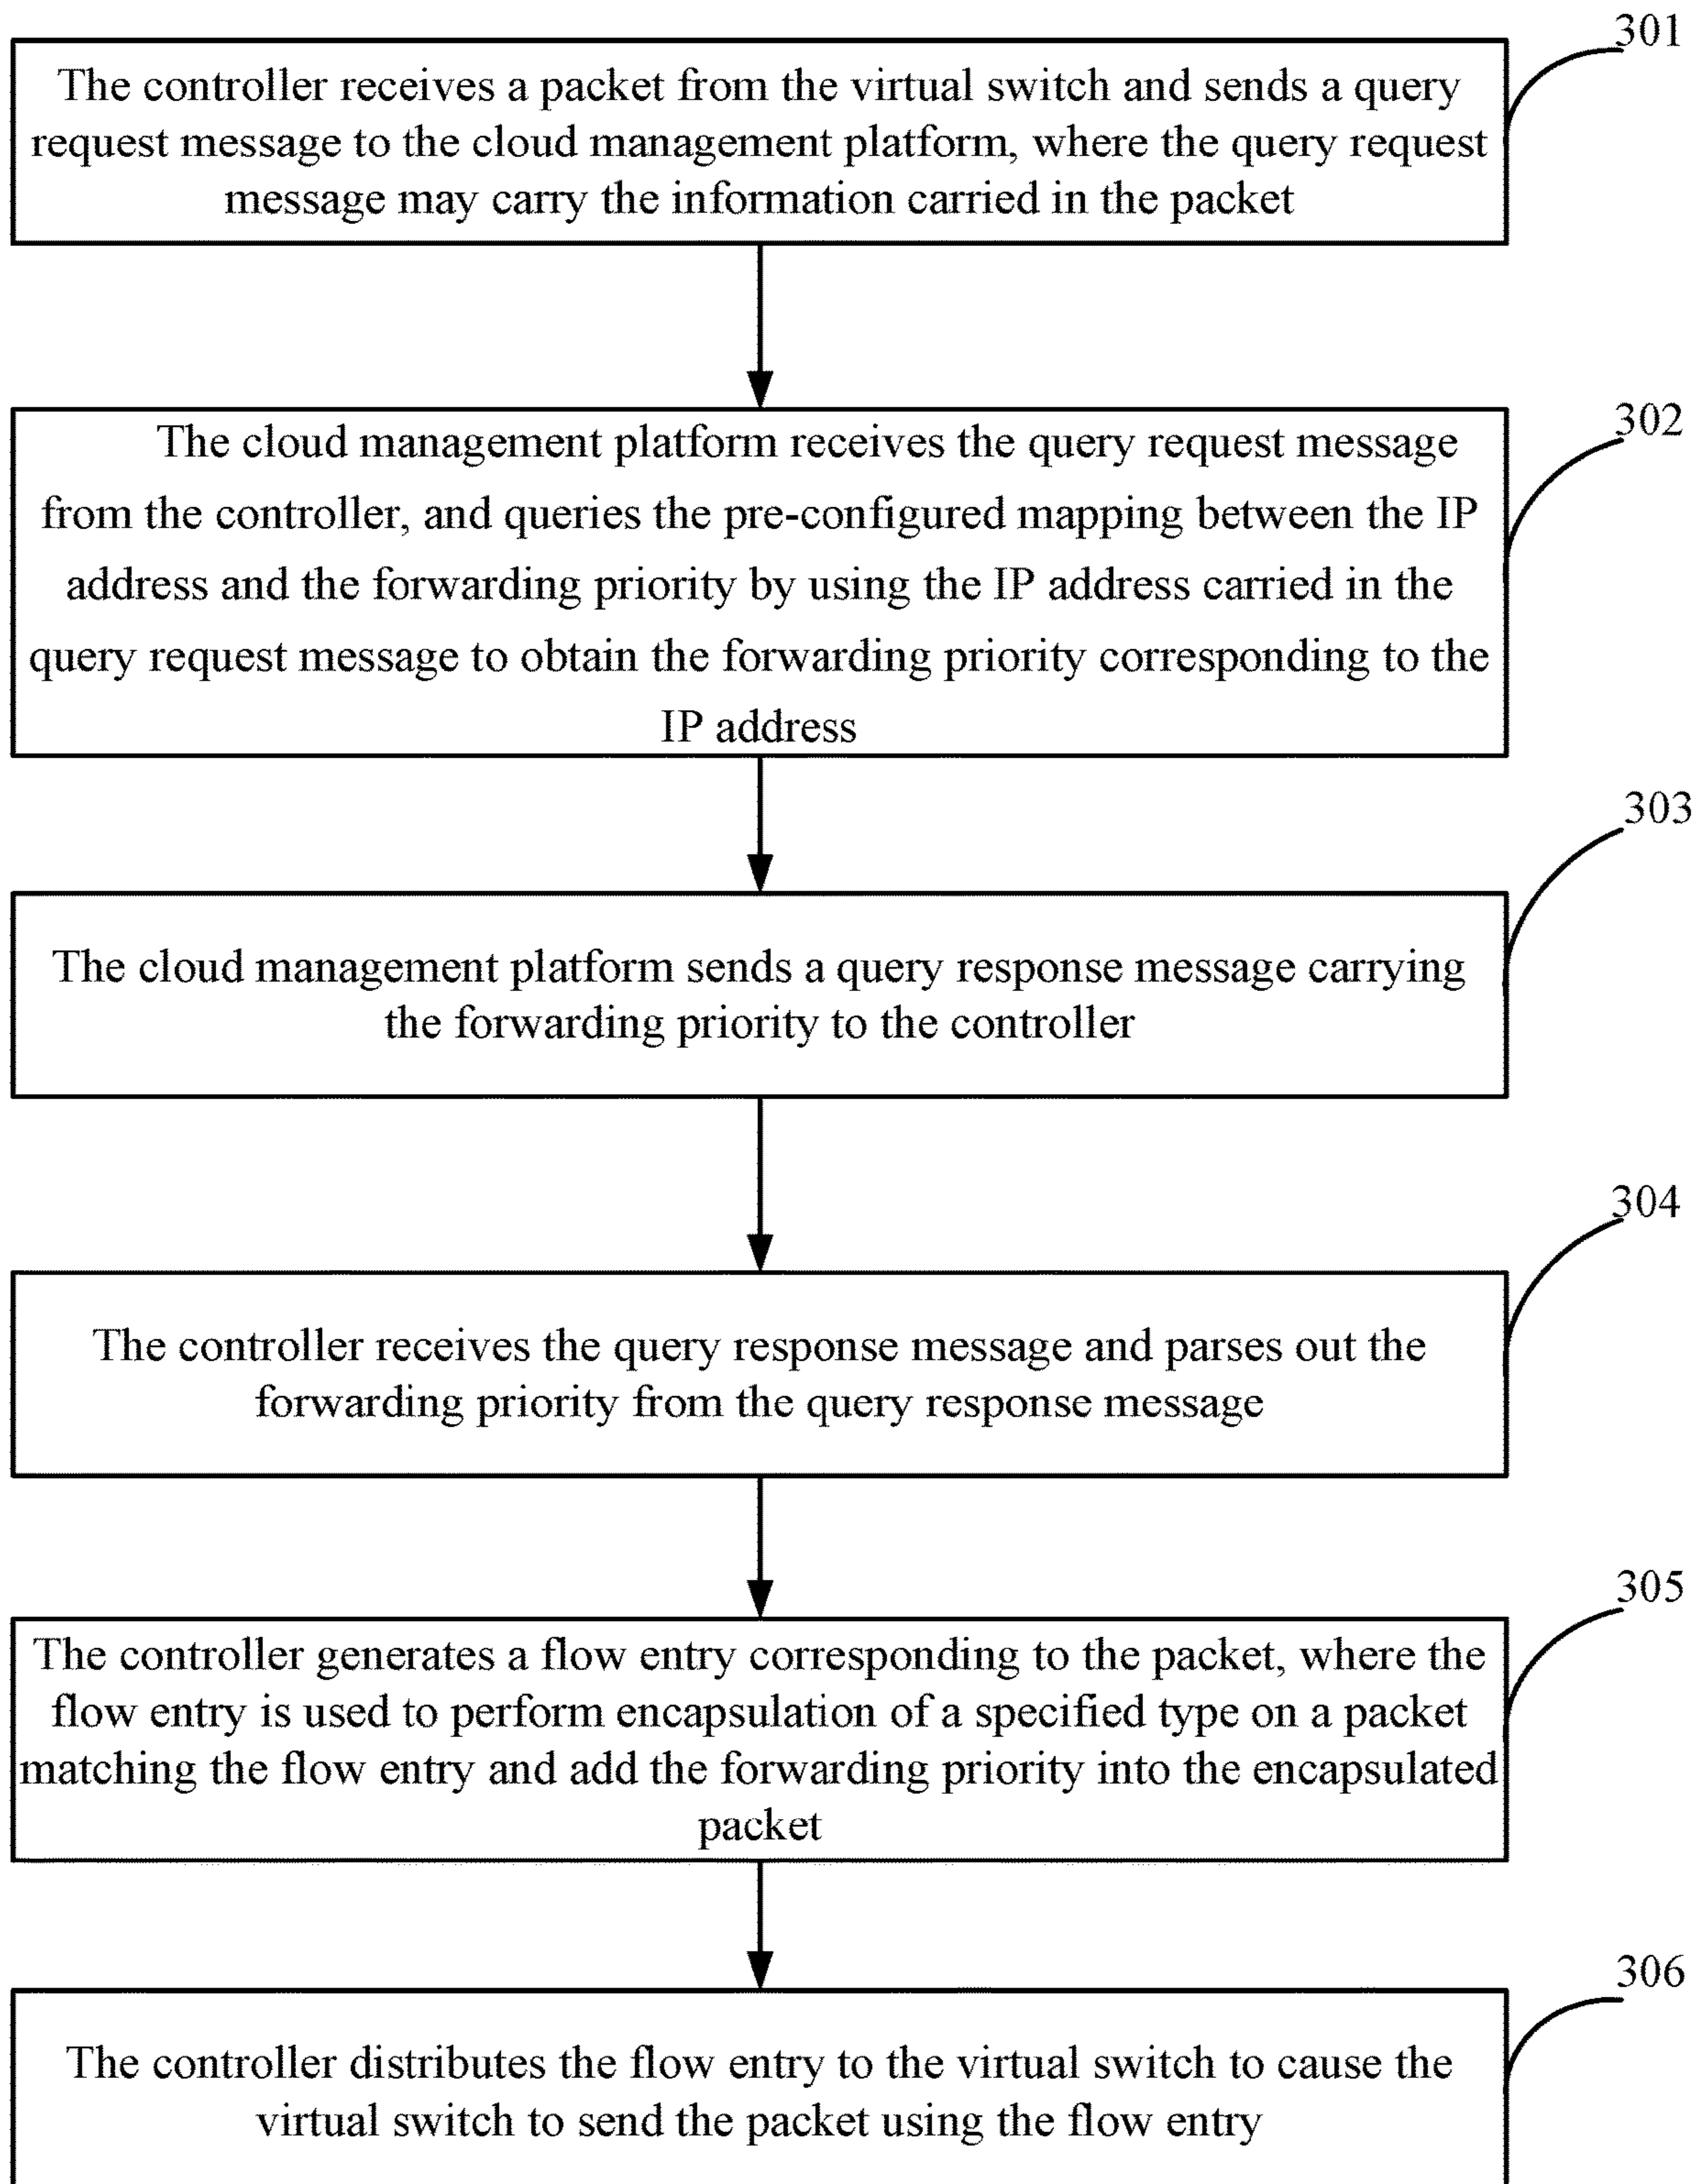 301
The controller receives a packet from the virtual switch and sends a query
request message to the cloud management platform, where the query request
message may carry the information carried in the packet
302
The cloud management platform receives the query request message
from the controller, and queries the pre-configured mapping between the IP
address and the forwarding priority by using the IP address carried in the
query request message to obtain the forwarding priority corresponding to the
IP address
303
The cloud management platform sends a query response message carrying
the forwarding priority to the controller
304
The controller receives the query response message and parses out the
forwarding priority from the query response message
305
The controller generates a flow entry corresponding to the packet, where the
flow entry is used to perform encapsulation of a specified type on a packet
matching the flow entry and add the forwarding priority into the encapsulated
packet
306
The controller distributes the flow entry to the virtual switch to cause the
virtual switch to send the packet using the flow entry